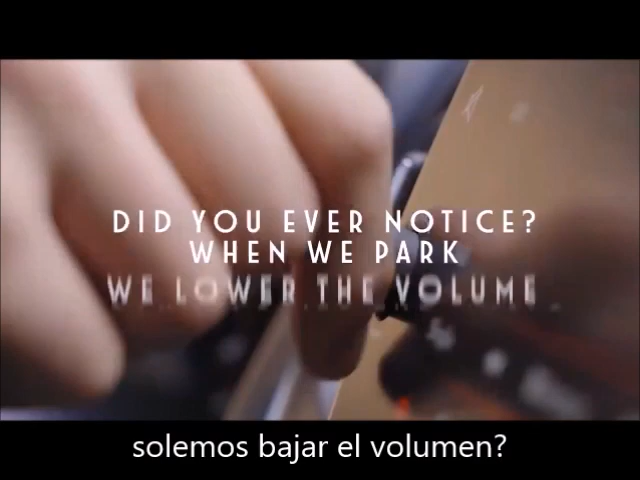 DID YOU EVER NOTICE?
WHEN WE PARK
WE LOWER THE VOLUME
solemos bajar el volumen?